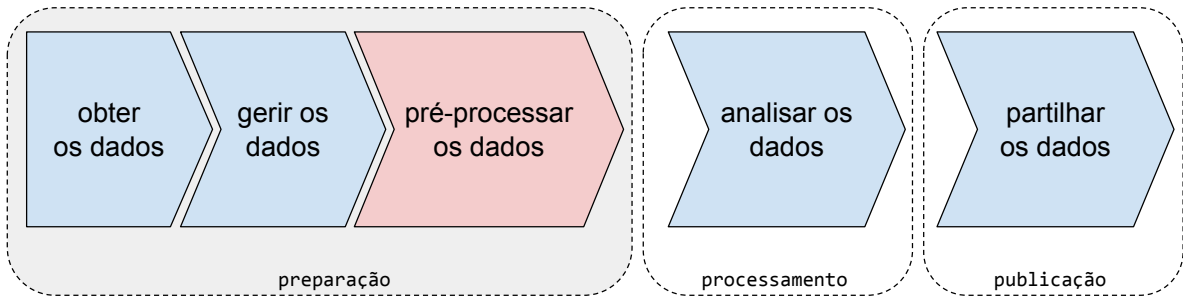 obter
os dados
gerir os
dados
pré-processar
os dados
analisar os
dados
partilhar
os dados
preparação
processamento
publicação